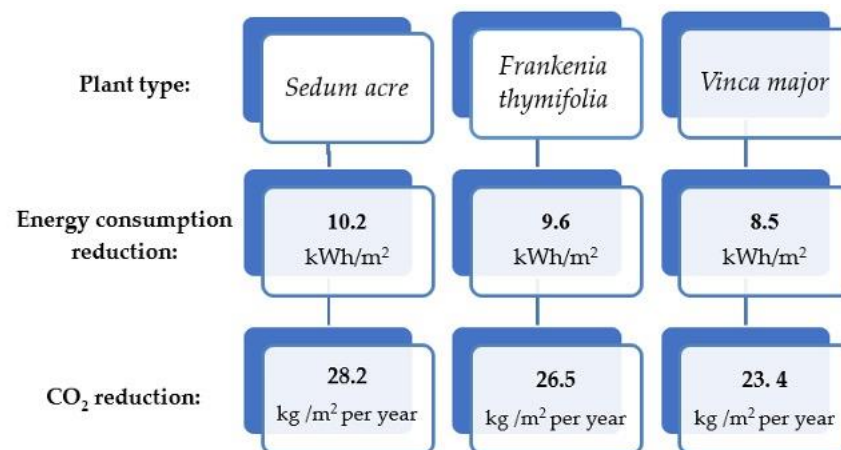 Plant type:
Sedum acre
Frankenia
thymifolia
Vinca major
Energy consumption
reduction:
10.2
kWh/m²
9.6
kWh/m²
8.5
kWh/m²
CO₂ reduction:
28.2
kg /m² per year
26.5
kg /m² per year
23. 4
kg /m² per year